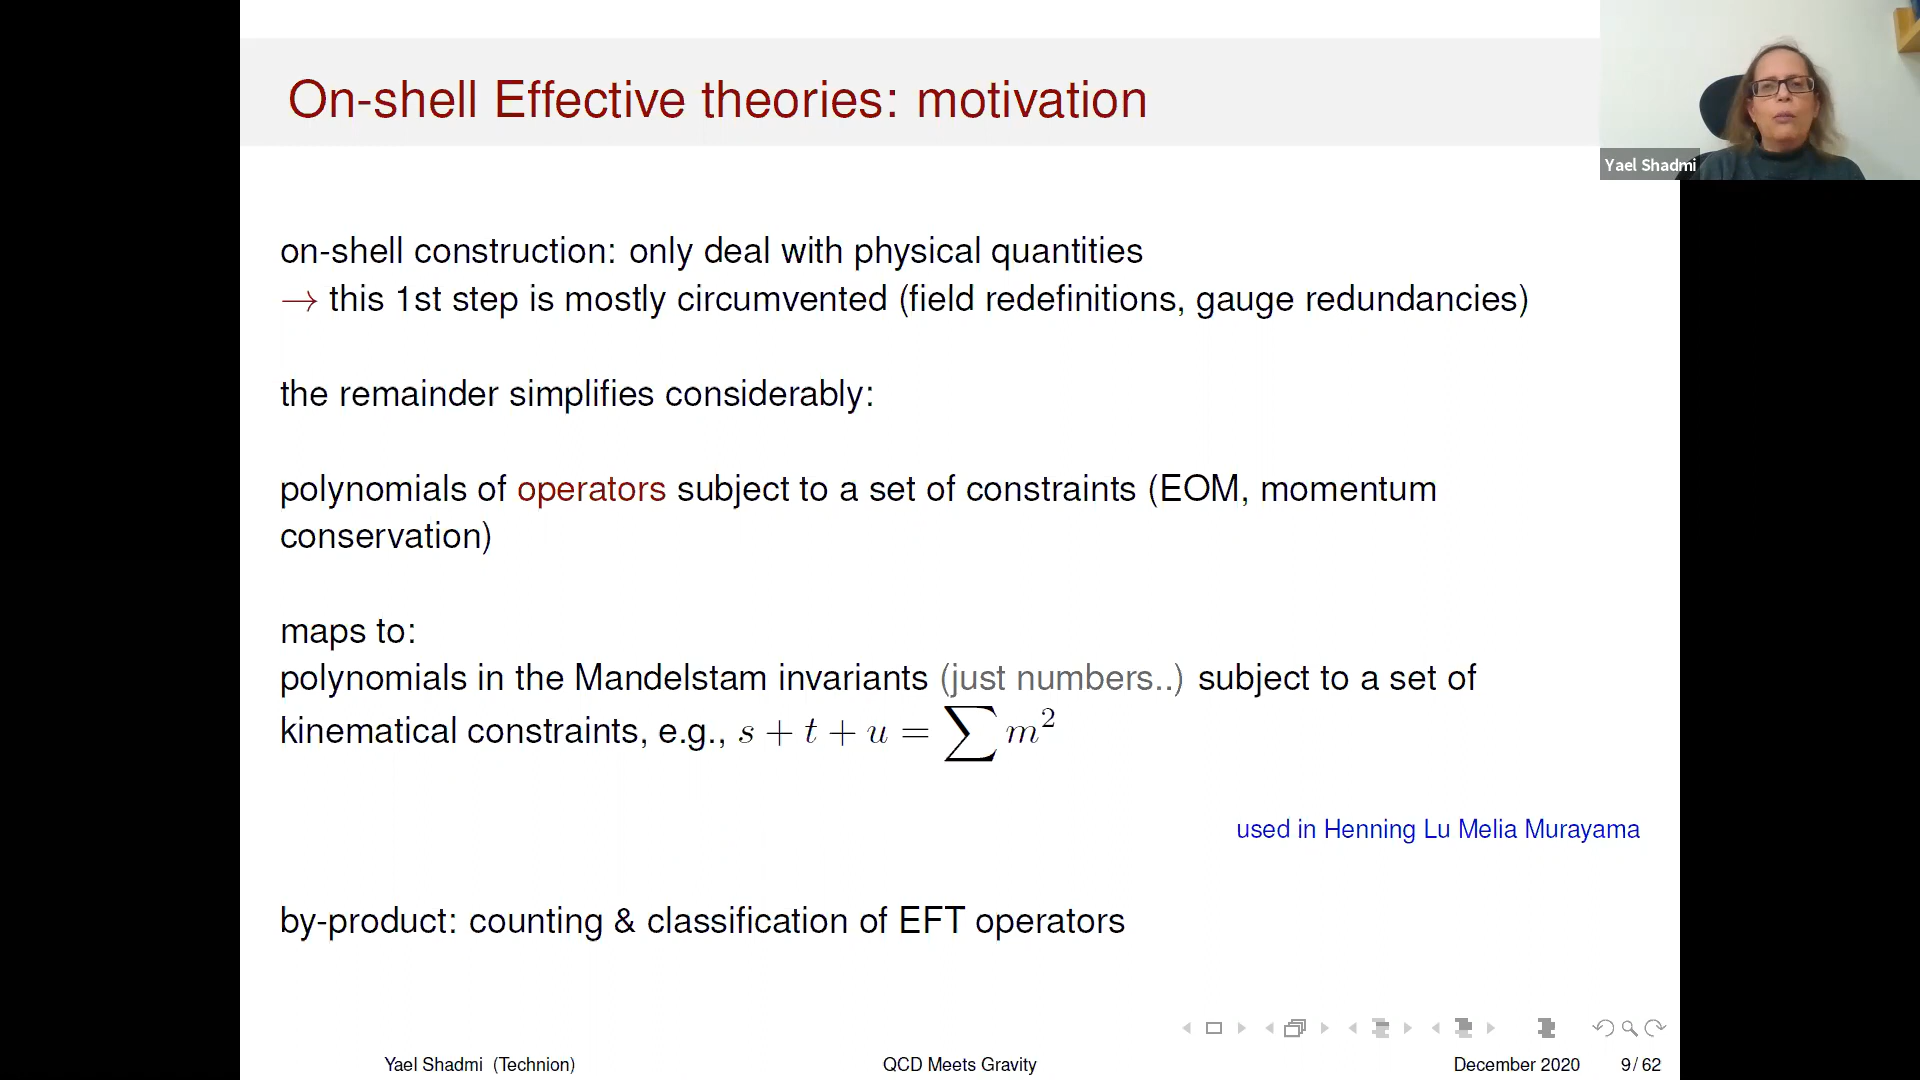 On-shell Effective theories: motivation
Yael Shadmi
on-shell construction: only deal with physical quantities
→ this 1st step is mostly circumvented (field redefinitions, gauge redundancies)
the remainder simplifies considerably:
polynomials of operators subject to a set of constraints (EOM, momentum
conservation)
maps to:
polynomials in the Mandelstam invariants (just numbers..) subject to a set of
kinematical constraints, e.g., s + t + u = ∑ m²
used in Henning Lu Melia Murayama
by-product: counting & classification of EFT operators
Yael Shadmi (Technion) QCD Meets Gravity December 2020 9/62